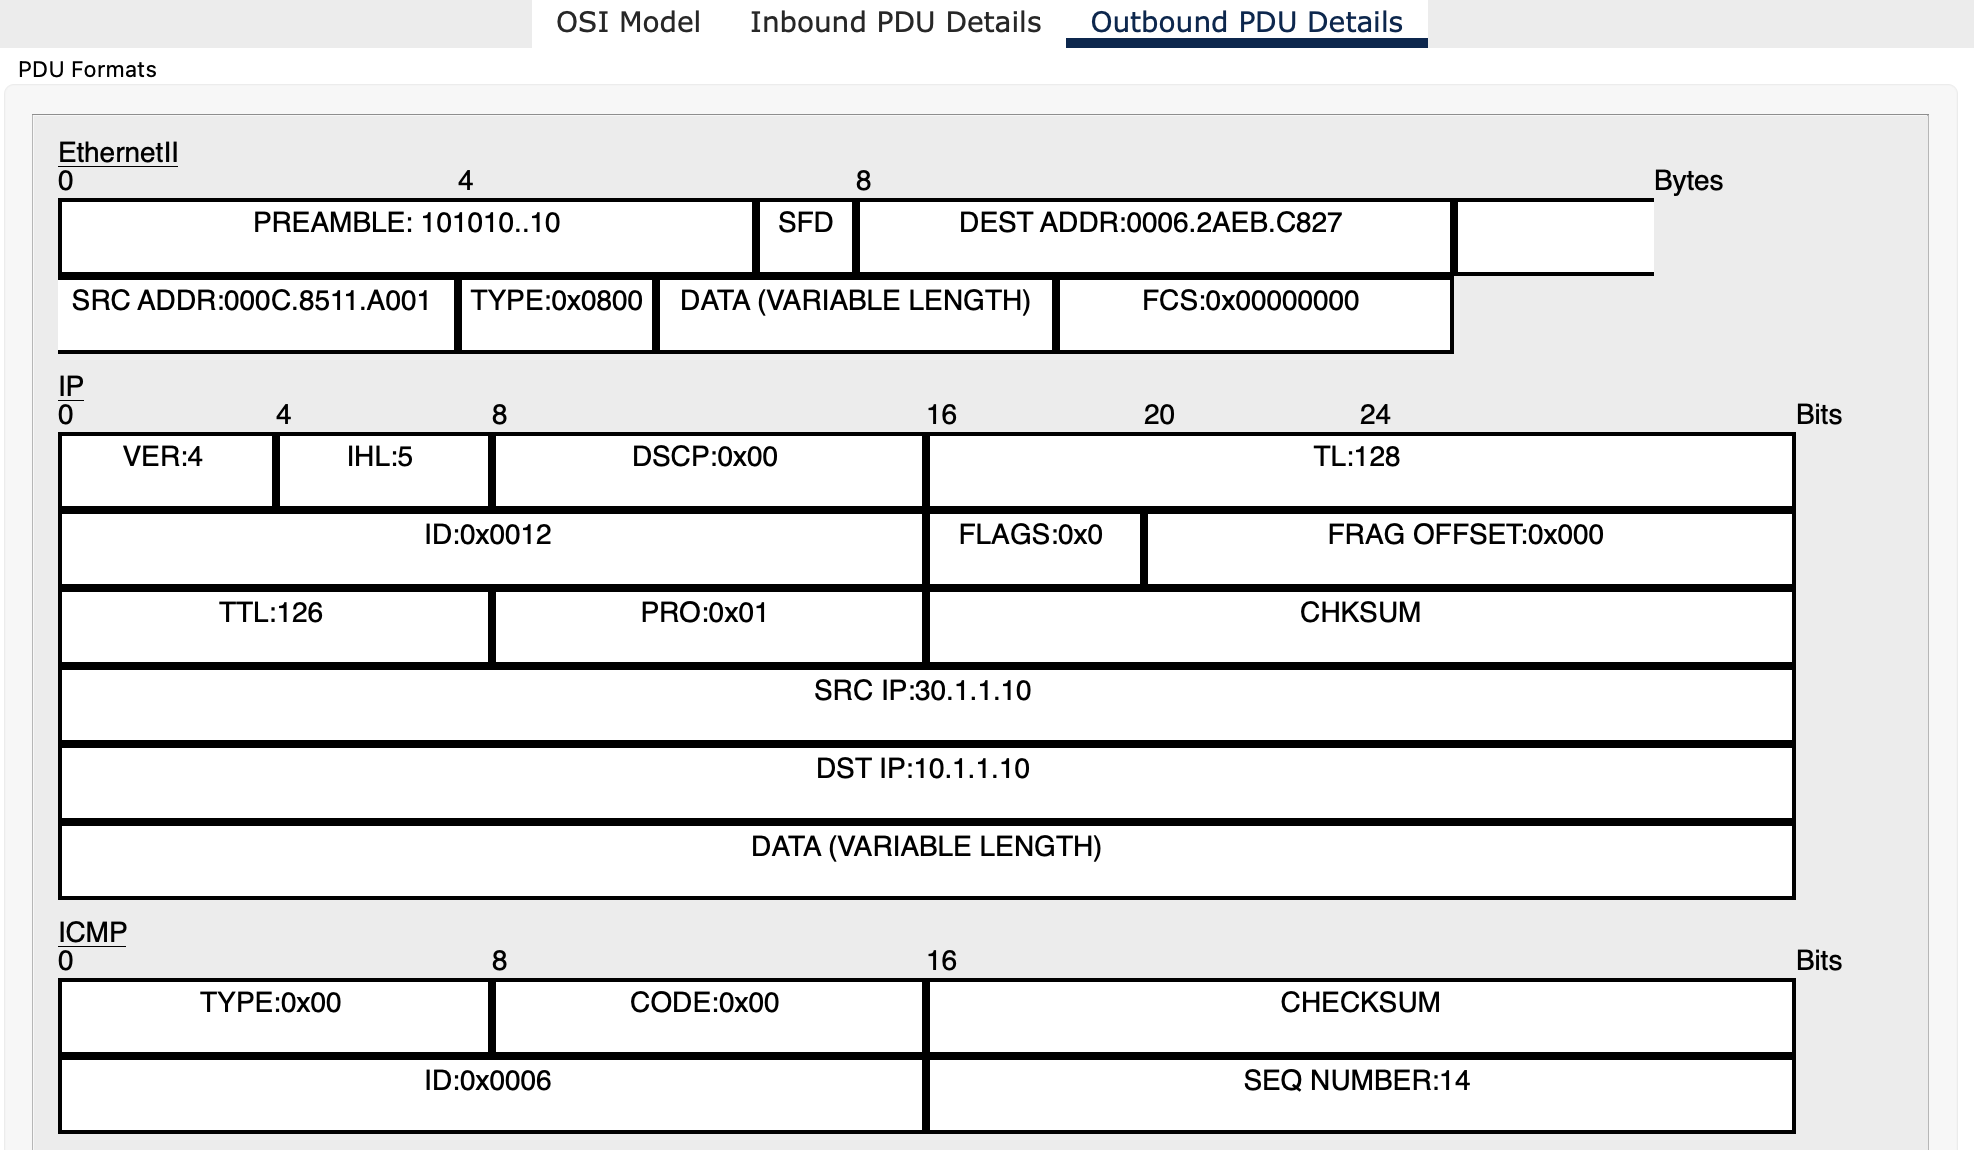 OSI Model Inbound PDU Details Outbound PDU Details
PDU Formats
EthernetII
0 4 8 Bytes
PREAMBLE: 101010..10 SFD DEST ADDR:0006.2AEB.C827
SRC ADDR:000C.8511.A001 TYPE:0x0800 DATA (VARIABLE LENGTH) FCS:0x00000000
IP
0 4 8 16 20 24 Bits
VER:4 IHL:5 DSCP:0x00 TL:128
ID:0x0012 FLAGS:0x0 FRAG OFFSET:0x000
TTL:126 PRO:0x01 CHKSUM
SRC IP:30.1.1.10
DST IP:10.1.1.10
DATA (VARIABLE LENGTH)
ICMP
0 8 16 Bits
TYPE:0x00 CODE:0x00 CHECKSUM
ID:0x0006 SEQ NUMBER:14